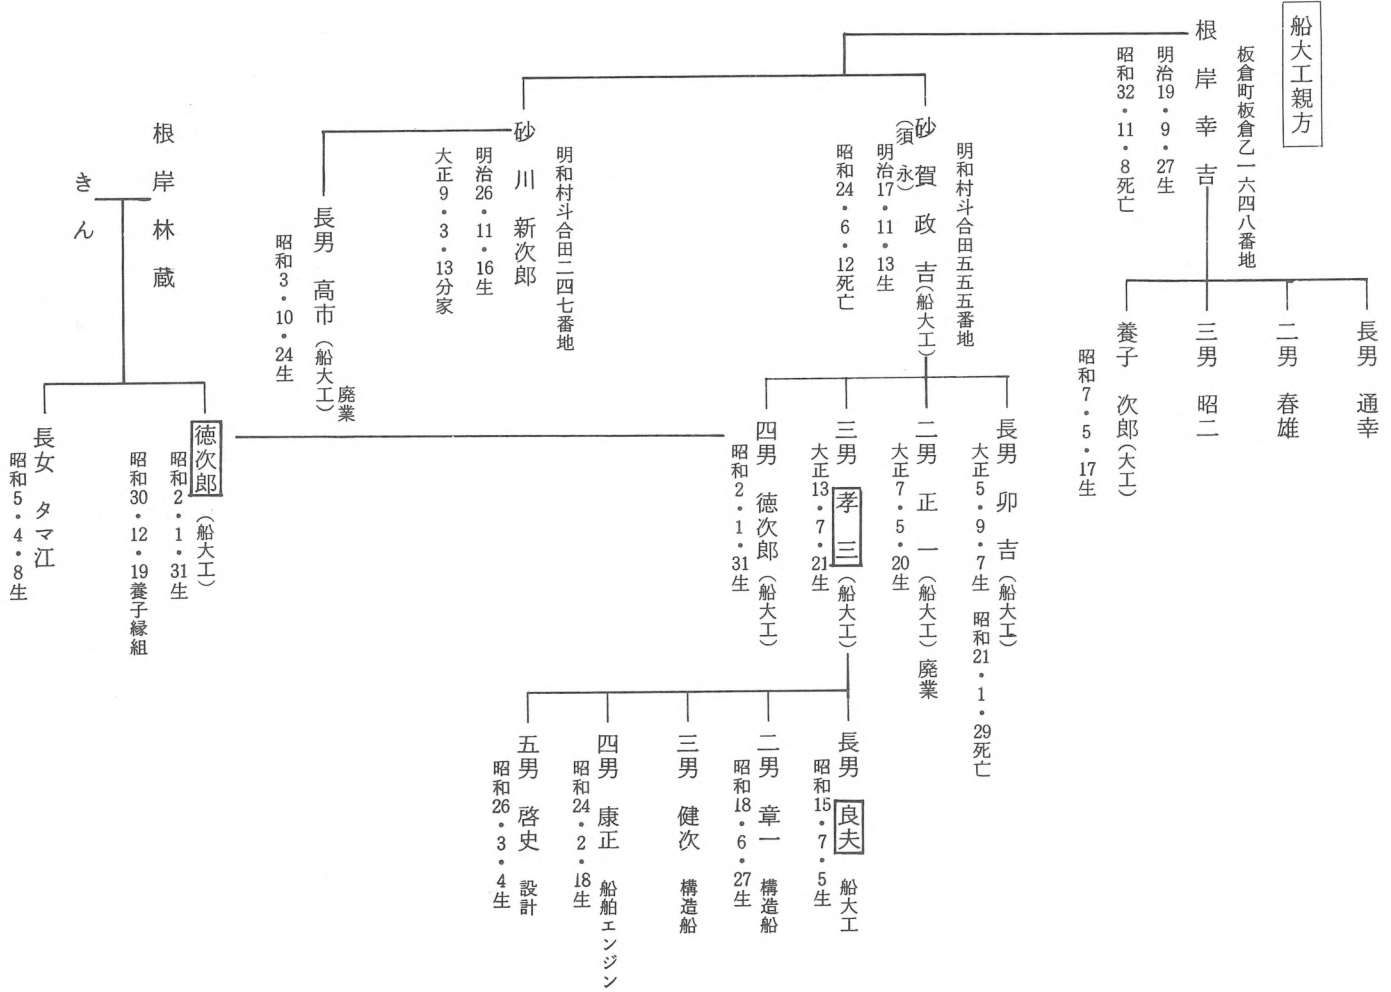 船大工親方
板倉町板倉乙一六四八番地
根岸幸吉
明治19・9・27生
昭和32・11・8死亡
長男 通幸
二男 春雄
三男 昭二
養子 次郎(大工)
昭和7・5・17生
明和村斗合田五五五番地
砂賀政吉(船大工)
(須永)
明治17・11・13生
昭和24・6・12死亡
長男 卯吉(船大工)
大正5・9・7生 昭和21・1・29死亡
二男 正一(船大工)廃業
大正7・5・20生
三男 孝三(船大工)
大正13・7・21生
四男 徳次郎(船大工)
昭和2・1・31生
長男 良夫 船大工
昭和15・7・5生
二男 章一 構造船
昭和18・6・27生
三男 健次 構造船
四男 康正 船舶エンジン
昭和24・2・18生
五男 啓史 設計
昭和26・3・4生
明和村斗合田二四七番地
砂川新次郎
明治26・11・16生
大正9・3・13分家
長男 高市(船大工)廃業
昭和3・10・24生
根岸林蔵
きん
徳次郎(船大工)
昭和2・1・31生
昭和30・12・19養子縁組
長女 タマ江
昭和5・4・8生